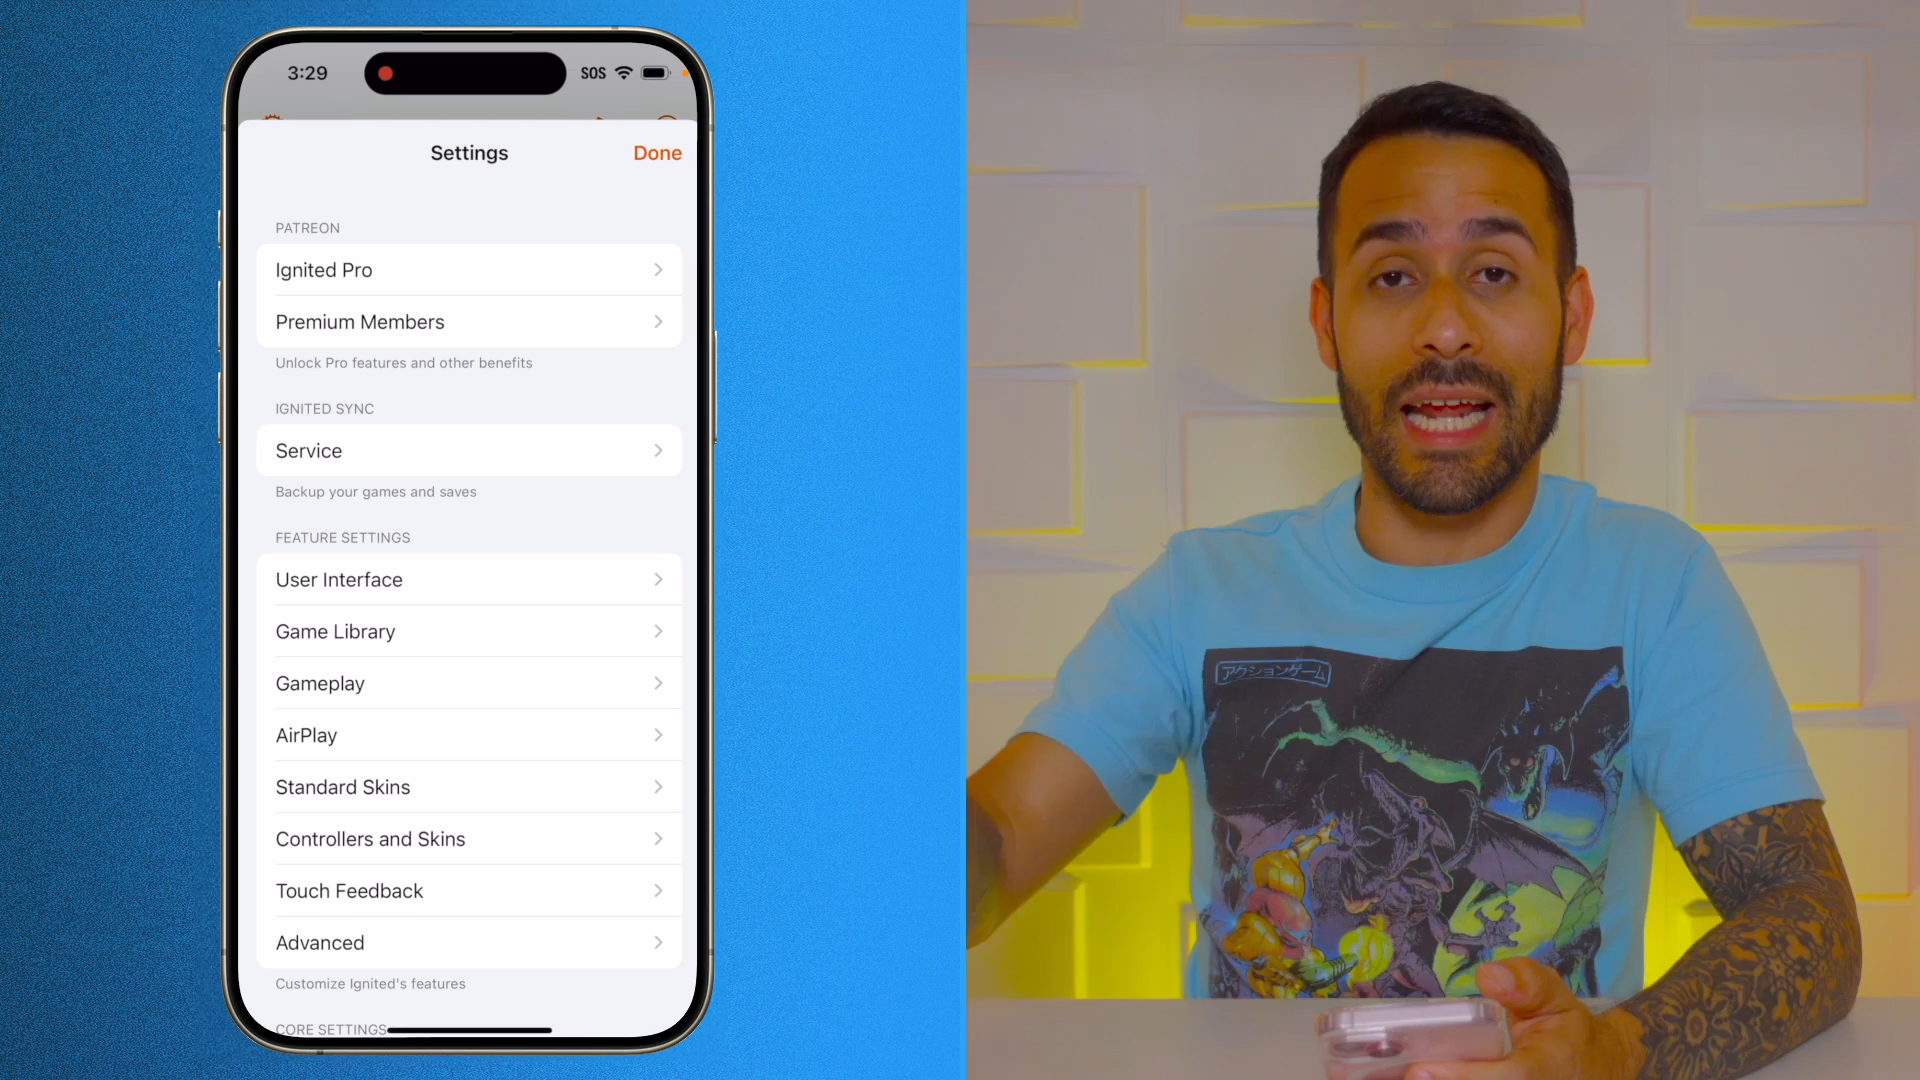 3:29
SOS
Settings
Done
PATREON
Ignited Pro
Premium Members
Unlock Pro features and other benefits
IGNITED SYNC
Service
Backup your games and saves
FEATURE SETTINGS
User Interface
Game Library
Gameplay
AirPlay
Standard Skins
Controllers and Skins
Touch Feedback
Advanced
Customize Ignited's features
CORE SETTINGS
アクションゲーム